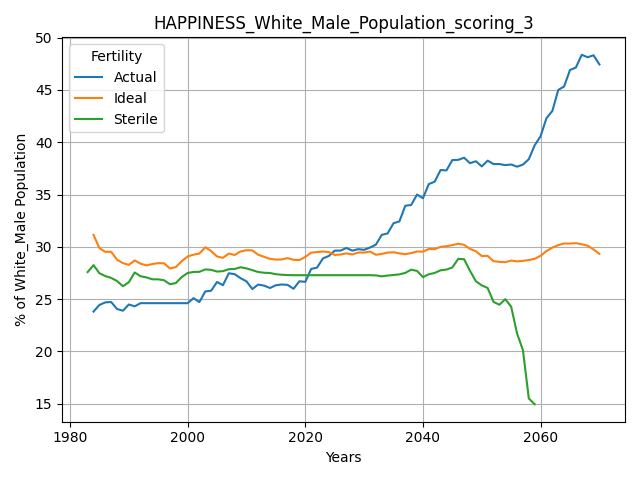 HAPPINESS_White_Male_Population_scoring_3
% of White_Male Population
50
45
40
35
30
25
20
15
Fertility
Actual
Ideal
Sterile
1980
2000
2020
2040
2060
Years